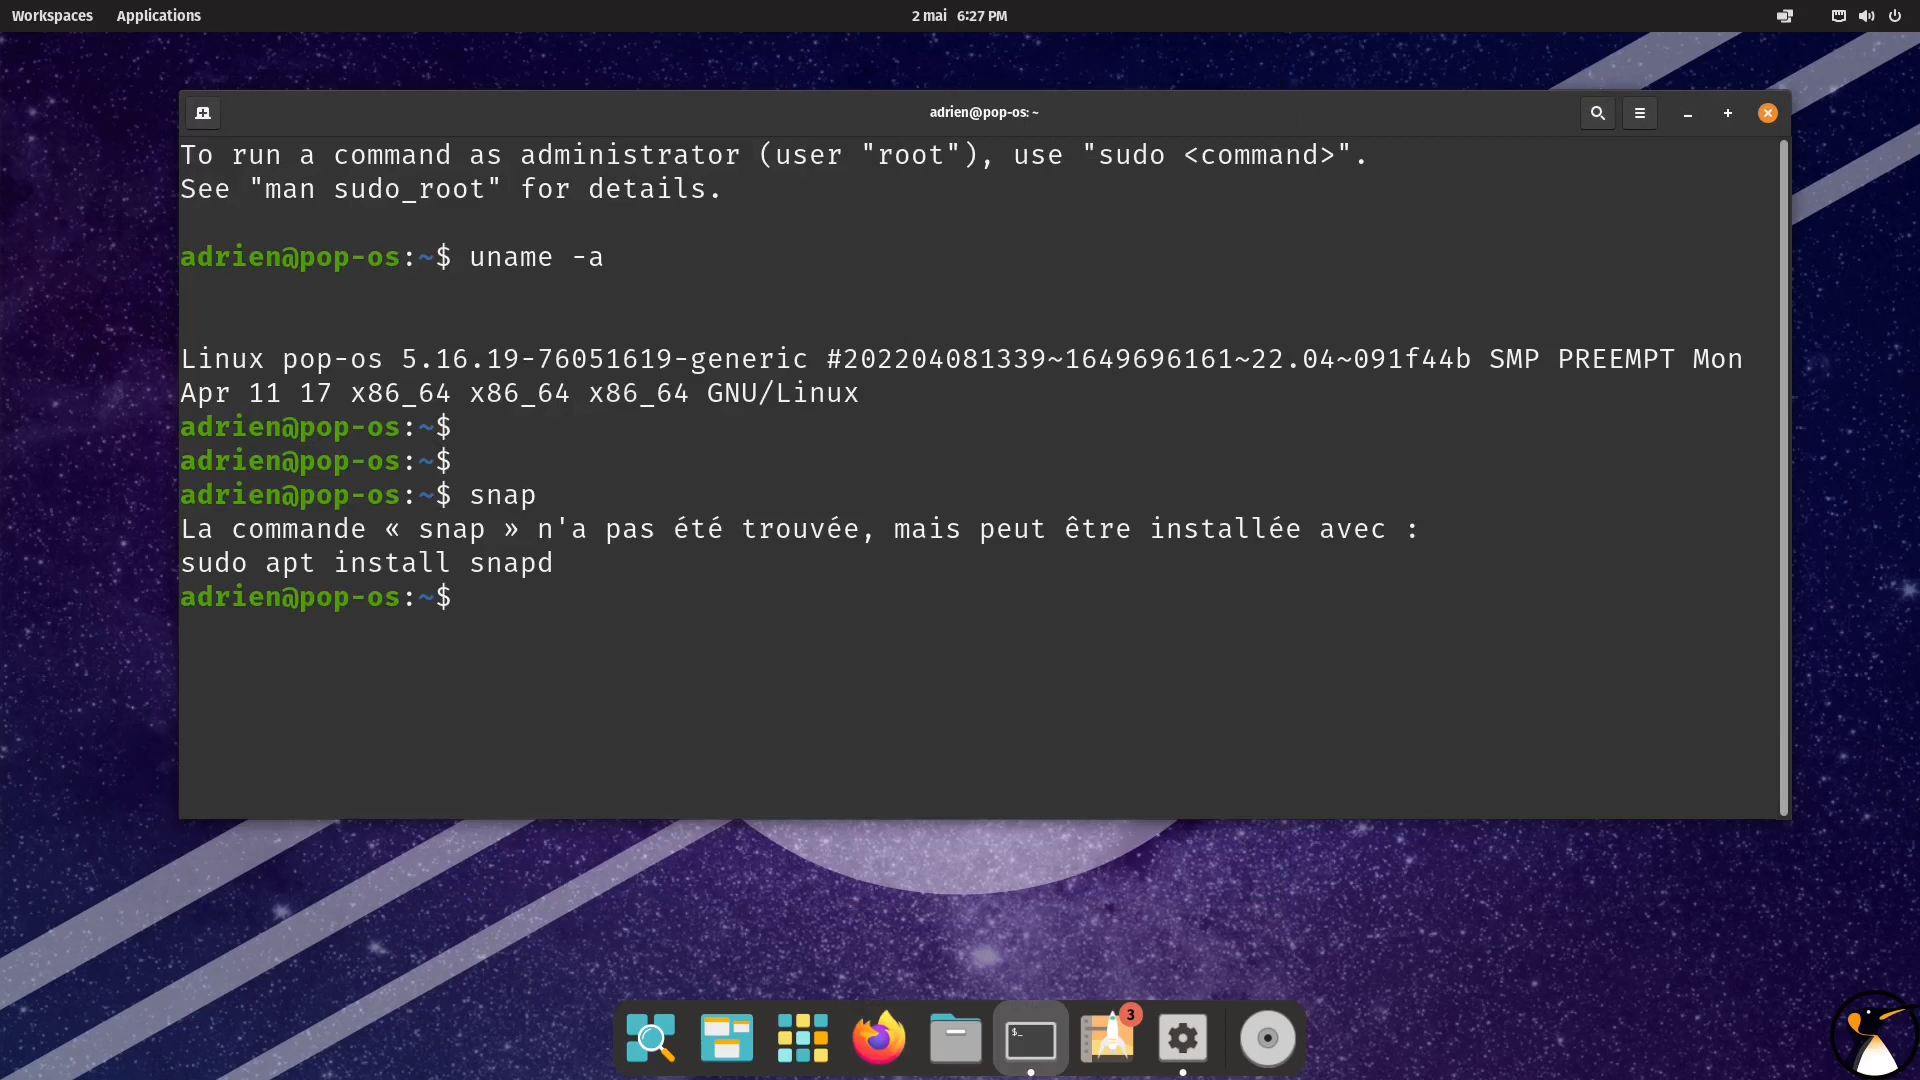 Workspaces Applications 2 mai 6:27 PM
adrien@pop-os: ~
To run a command as administrator (user "root"), use "sudo <command>".
See "man sudo_root" for details.
adrien@pop-os:~$ uname -a
Linux pop-os 5.16.19-76051619-generic #202204081339~1649696161~22.04~091f44b SMP PREEMPT Mon
Apr 11 17 x86_64 x86_64 x86_64 GNU/Linux
adrien@pop-os:~$
adrien@pop-os:~$
adrien@pop-os:~$ snap
La commande « snap » n'a pas été trouvée, mais peut être installée avec :
sudo apt install snapd
adrien@pop-os:~$
$_
3